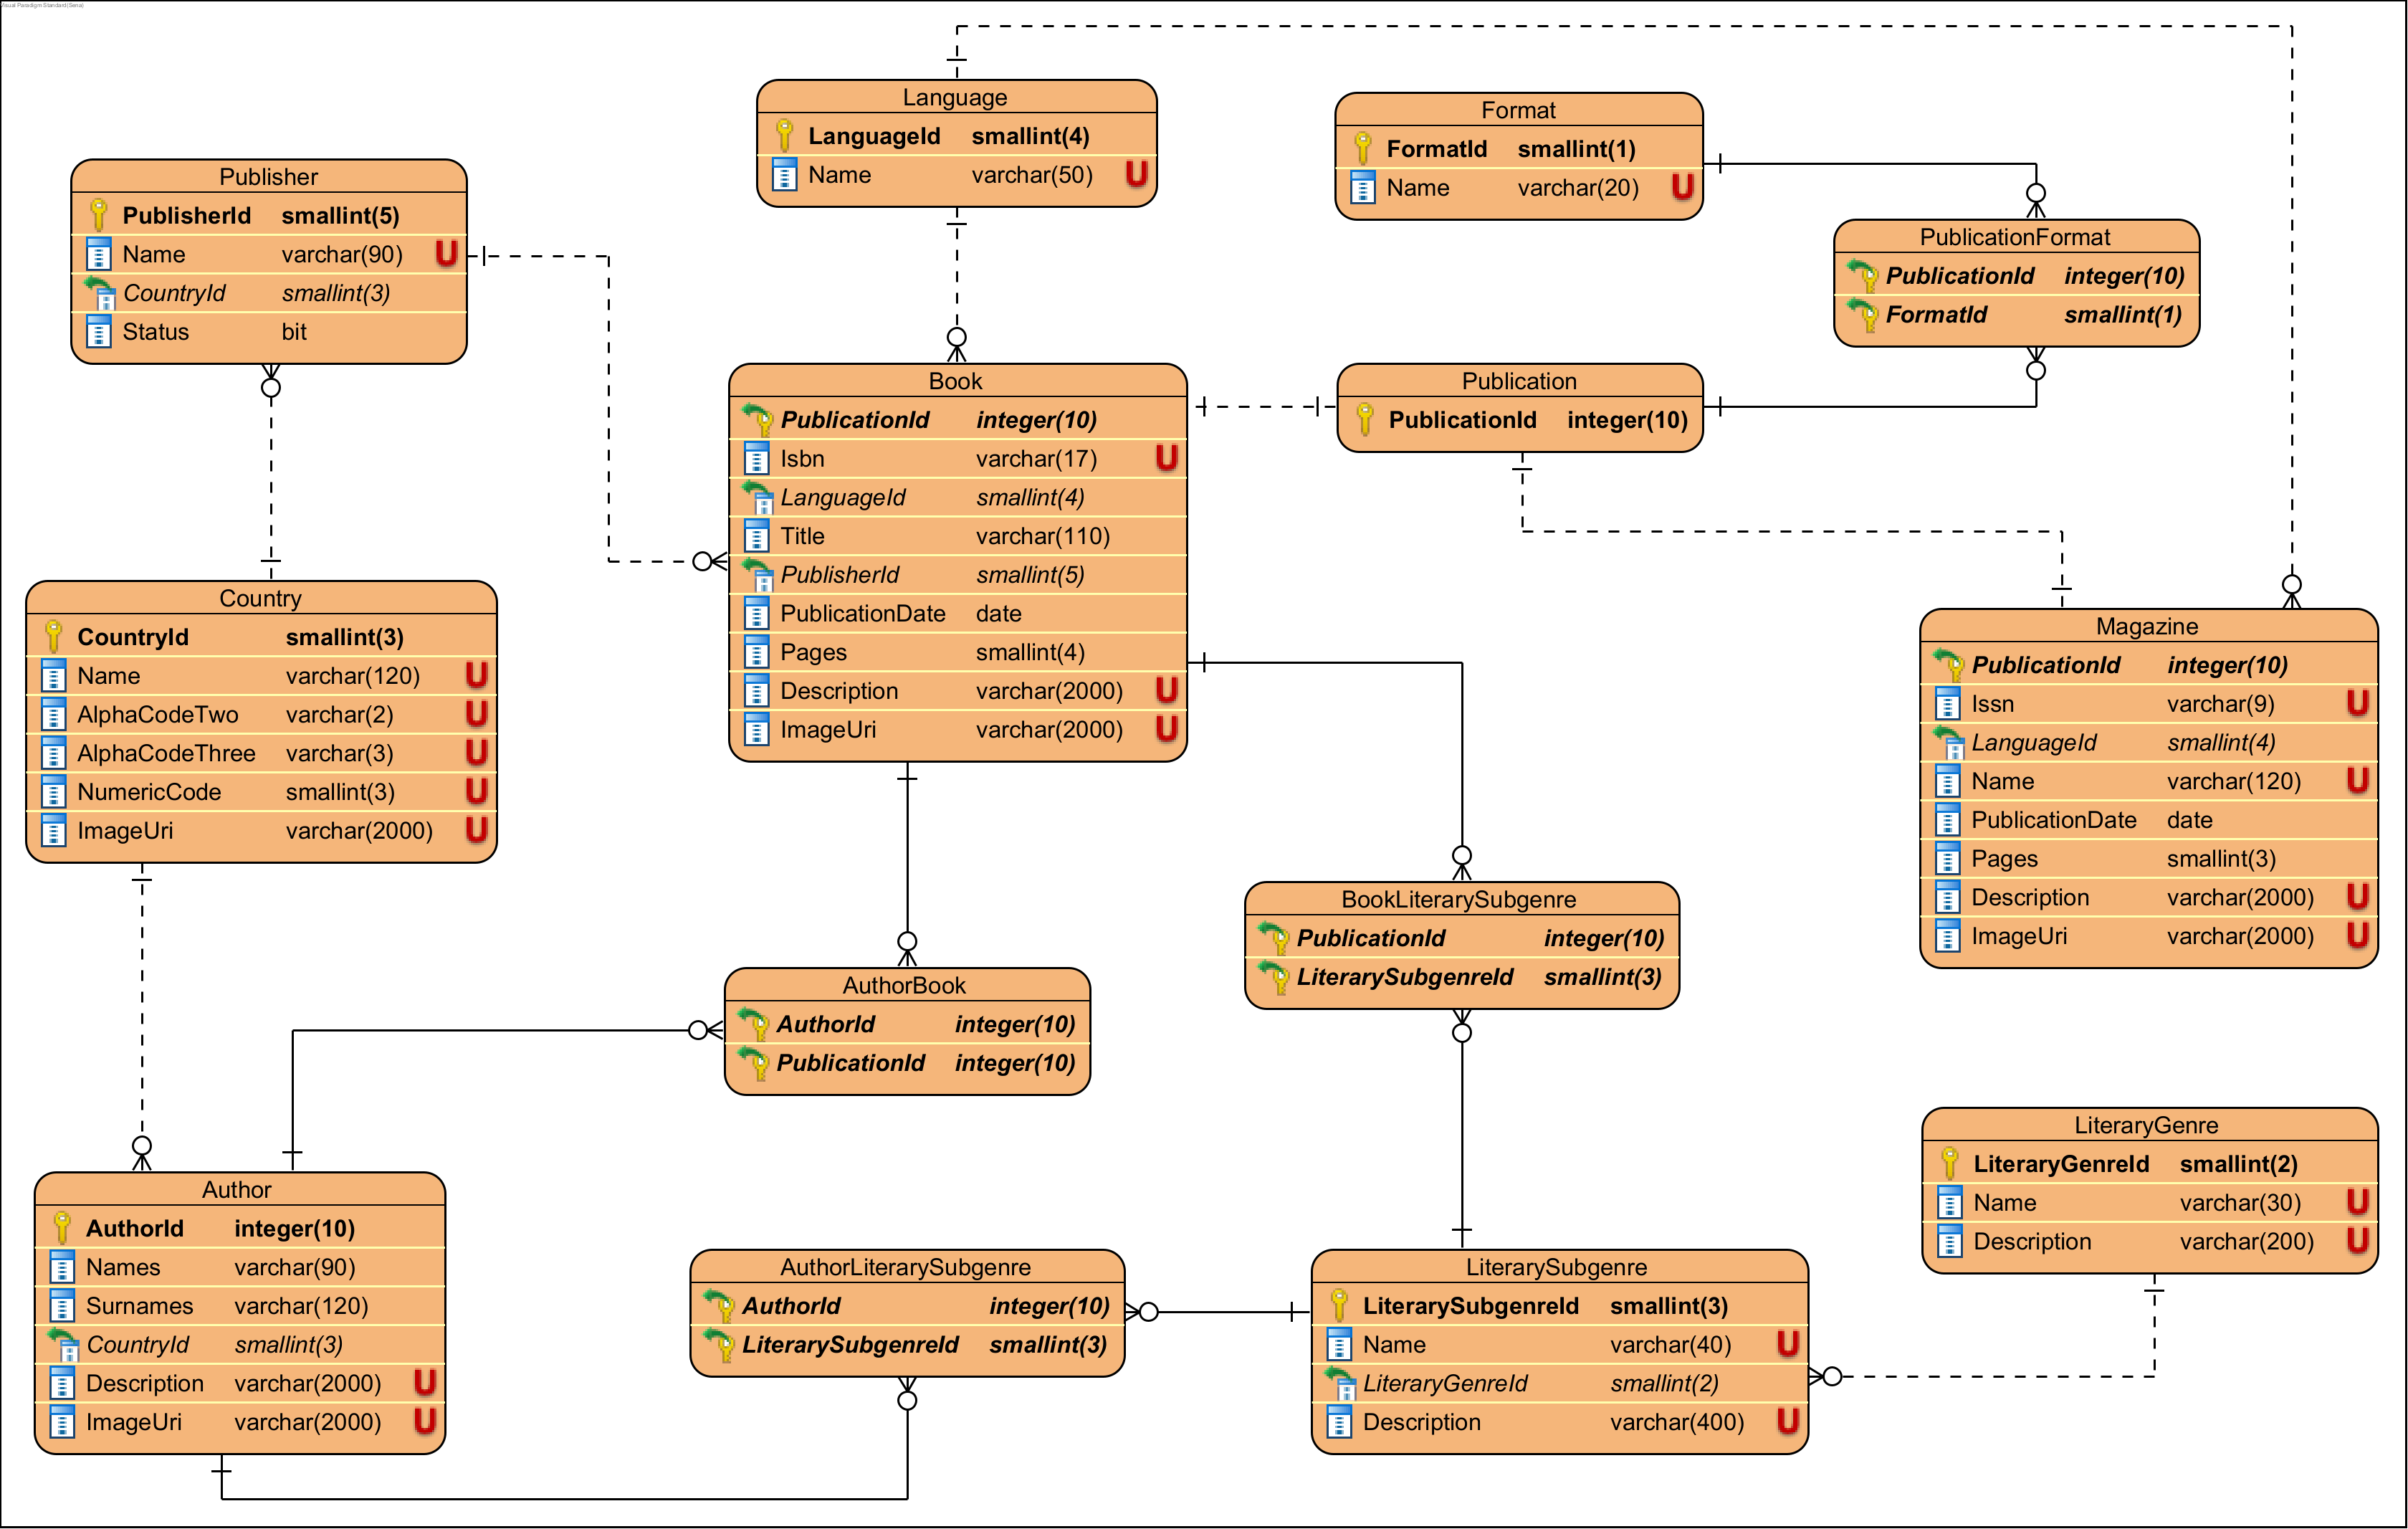 Visual Paradigm Standard(Sena)
Language
LanguageId smallint(4)
Name varchar(50) U
Format
FormatId smallint(1)
Name varchar(20) U
Publisher
PublisherId smallint(5)
Name varchar(90) U
CountryId smallint(3)
Status bit
PublicationFormat
PublicationId integer(10)
FormatId smallint(1)
Book
PublicationId integer(10)
Isbn varchar(17) U
LanguageId smallint(4)
Title varchar(110)
PublisherId smallint(5)
PublicationDate date
Pages smallint(4)
Description varchar(2000) U
ImageUri varchar(2000) U
Publication
PublicationId integer(10)
Country
CountryId smallint(3)
Name varchar(120) U
AlphaCodeTwo varchar(2) U
AlphaCodeThree varchar(3) U
NumericCode smallint(3) U
ImageUri varchar(2000) U
Magazine
PublicationId integer(10)
Issn varchar(9) U
LanguageId smallint(4)
Name varchar(120) U
PublicationDate date
Pages smallint(3)
Description varchar(2000) U
ImageUri varchar(2000) U
BookLiterarySubgenre
PublicationId integer(10)
LiterarySubgenreId smallint(3)
AuthorBook
AuthorId integer(10)
PublicationId integer(10)
LiteraryGenre
LiteraryGenreId smallint(2)
Name varchar(30) U
Description varchar(200) U
Author
AuthorId integer(10)
Names varchar(90)
Surnames varchar(120)
CountryId smallint(3)
Description varchar(2000) U
ImageUri varchar(2000) U
AuthorLiterarySubgenre
AuthorId integer(10)
LiterarySubgenreId smallint(3)
LiterarySubgenre
LiterarySubgenreId smallint(3)
Name varchar(40) U
LiteraryGenreId smallint(2)
Description varchar(400) U